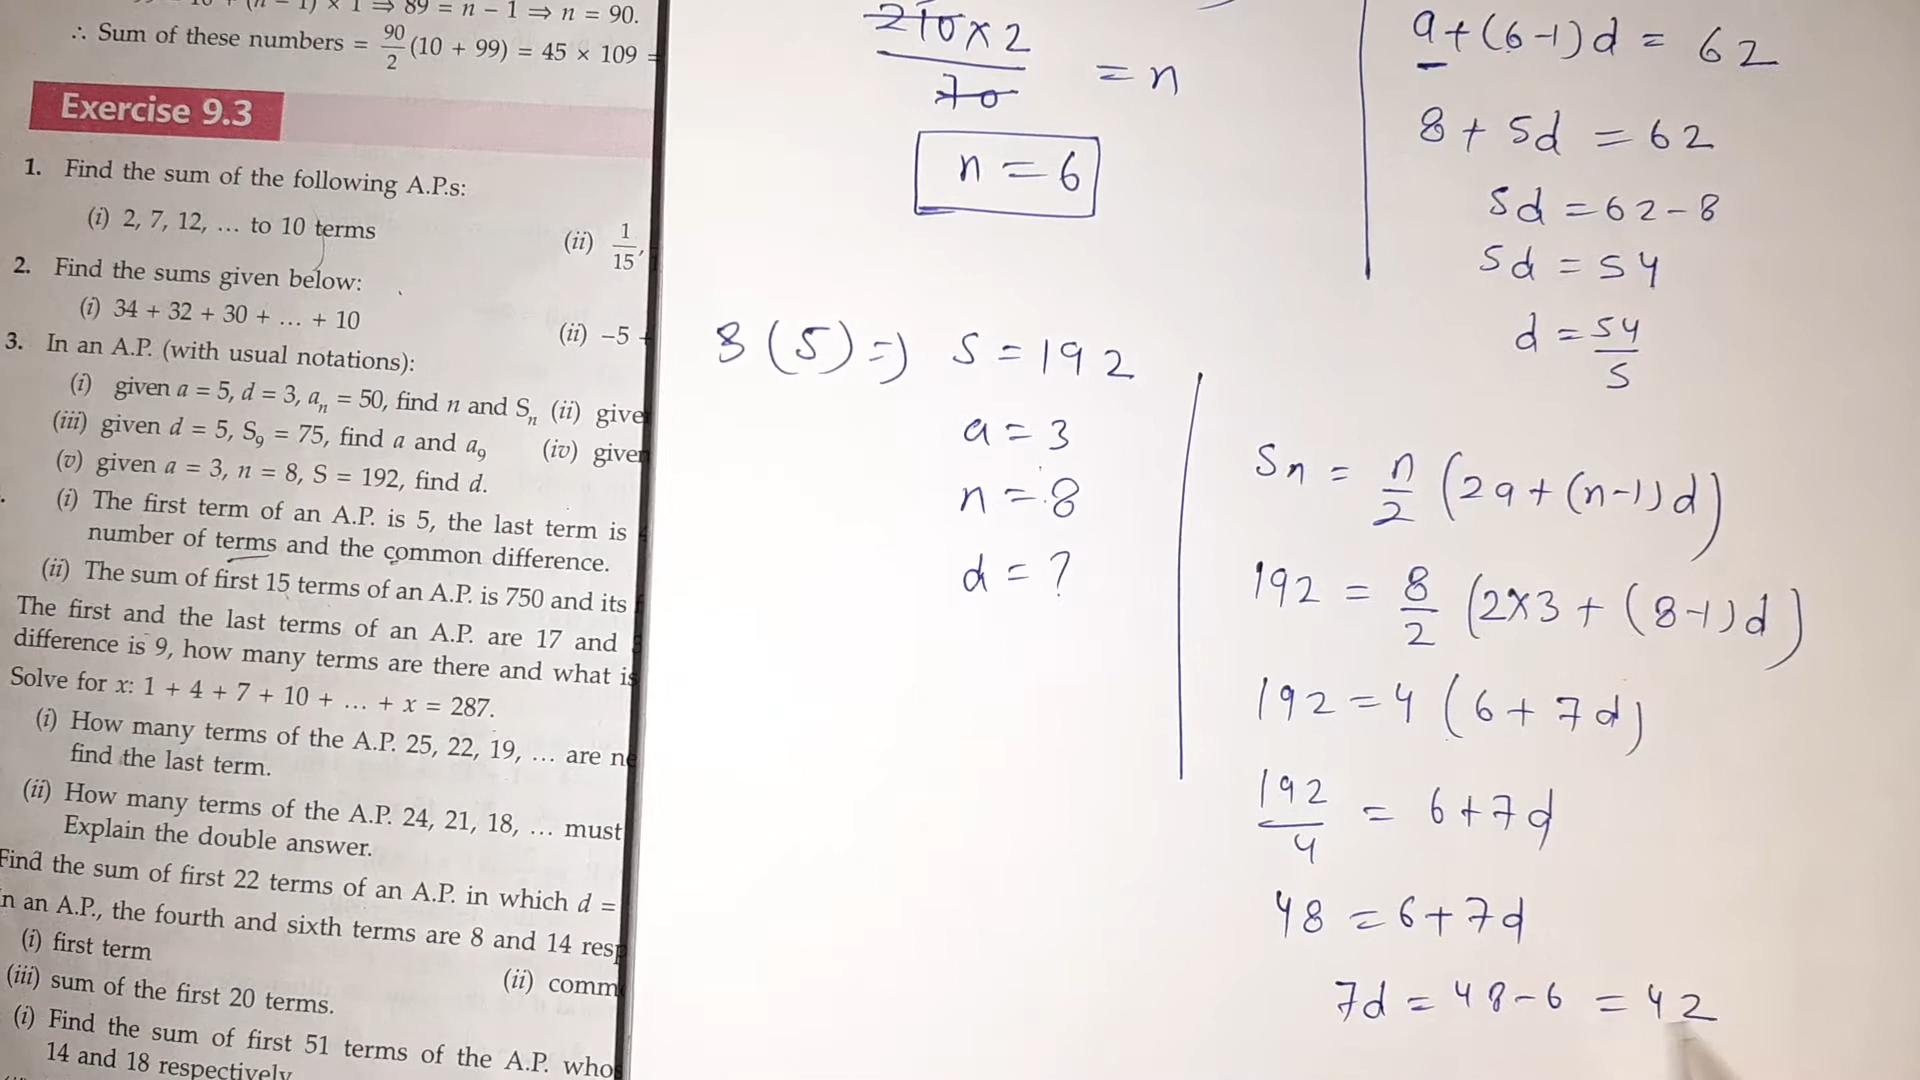 (n − 1) × 1 ⇒ 89 = n − 1 ⇒ n = 90.
∴ Sum of these numbers = 90/2 (10 + 99) = 45 × 109 =
Exercise 9.3
1. Find the sum of the following A.P.s:
(i) 2, 7, 12, … to 10 terms (ii) 1/15,
2. Find the sums given below:
(i) 34 + 32 + 30 + … + 10 (ii) −5 +
3. In an A.P. (with usual notations):
(i) given a = 5, d = 3, aₙ = 50, find n and Sₙ (ii) give
(iii) given d = 5, S₉ = 75, find a and a₉ (iv) given
(v) given a = 3, n = 8, S = 192, find d.
(i) The first term of an A.P. is 5, the last term is
number of terms and the common difference.
(ii) The sum of first 15 terms of an A.P. is 750 and its
The first and the last terms of an A.P. are 17 and
difference is 9, how many terms are there and what is
Solve for x: 1 + 4 + 7 + 10 + … + x = 287.
(i) How many terms of the A.P. 25, 22, 19, … are ne
find the last term.
(ii) How many terms of the A.P. 24, 21, 18, … must
Explain the double answer.
Find the sum of first 22 terms of an A.P. in which d =
n an A.P., the fourth and sixth terms are 8 and 14 resp
(i) first term (ii) comm
(iii) sum of the first 20 terms.
(i) Find the sum of first 51 terms of the A.P. whos
14 and 18 respectively
210 × 2 / 70 = n
n = 6
a + (6-1)d = 62
8 + 5d = 62
5d = 62 - 8
5d = 54
d = 54/5
3 (5) ⇒ S = 192
a = 3
n = 8
d = ?
Sn = n/2 (2a + (n-1)d)
192 = 8/2 (2×3 + (8-1)d)
192 = 4 (6 + 7d)
192/4 = 6 + 7d
48 = 6 + 7d
7d = 48 - 6 = 42